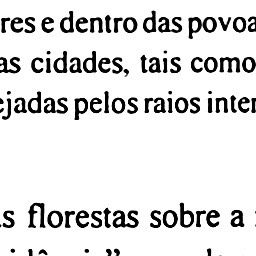 res e dentro das povoa
as cidades, tais como
ejadas pelos raios inter
s florestas sobre a